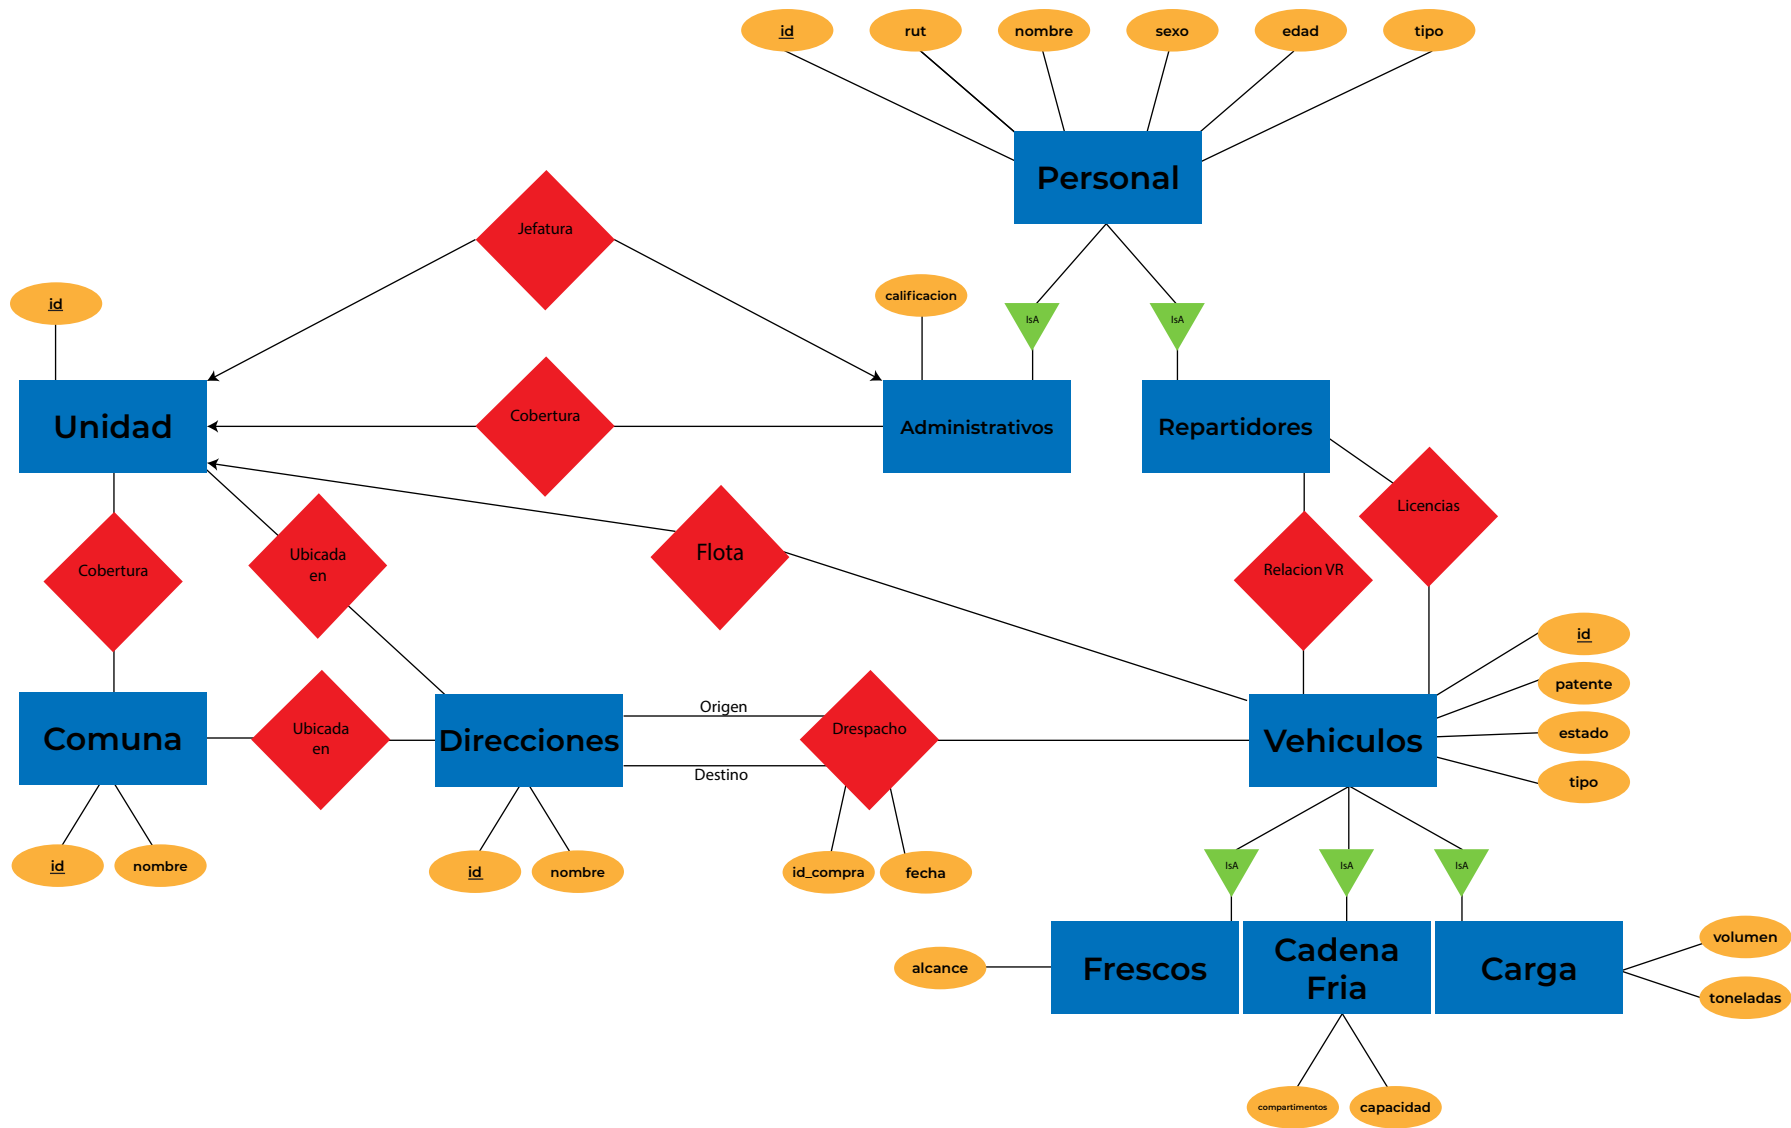 id
rut
nombre
sexo
edad
tipo
Personal
Jefatura
id
calificacion
IsA
IsA
Unidad
Cobertura
Administrativos
Repartidores
Licencias
Cobertura
Ubicada
en
Flota
Relacion VR
id
patente
estado
tipo
Comuna
Ubicada
en
Direcciones
Origen
Destino
Drespacho
Vehiculos
id
nombre
id
nombre
id_compra
fecha
IsA
IsA
IsA
alcance
Frescos
Cadena
Fria
Carga
volumen
toneladas
compartimentos
capacidad